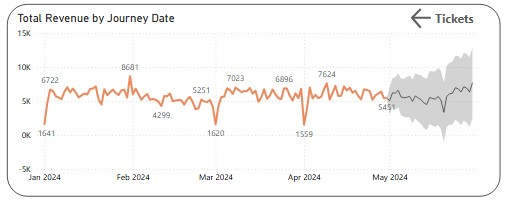 Total Revenue by Journey Date
Tickets
15K
10K
5K
0K
5K
6722
8681
5251
7023
6896
7624
4299
5451
1641
1620
1559
Jan 2024
Feb 2024
Mar 2024
Apr 2024
May 2024